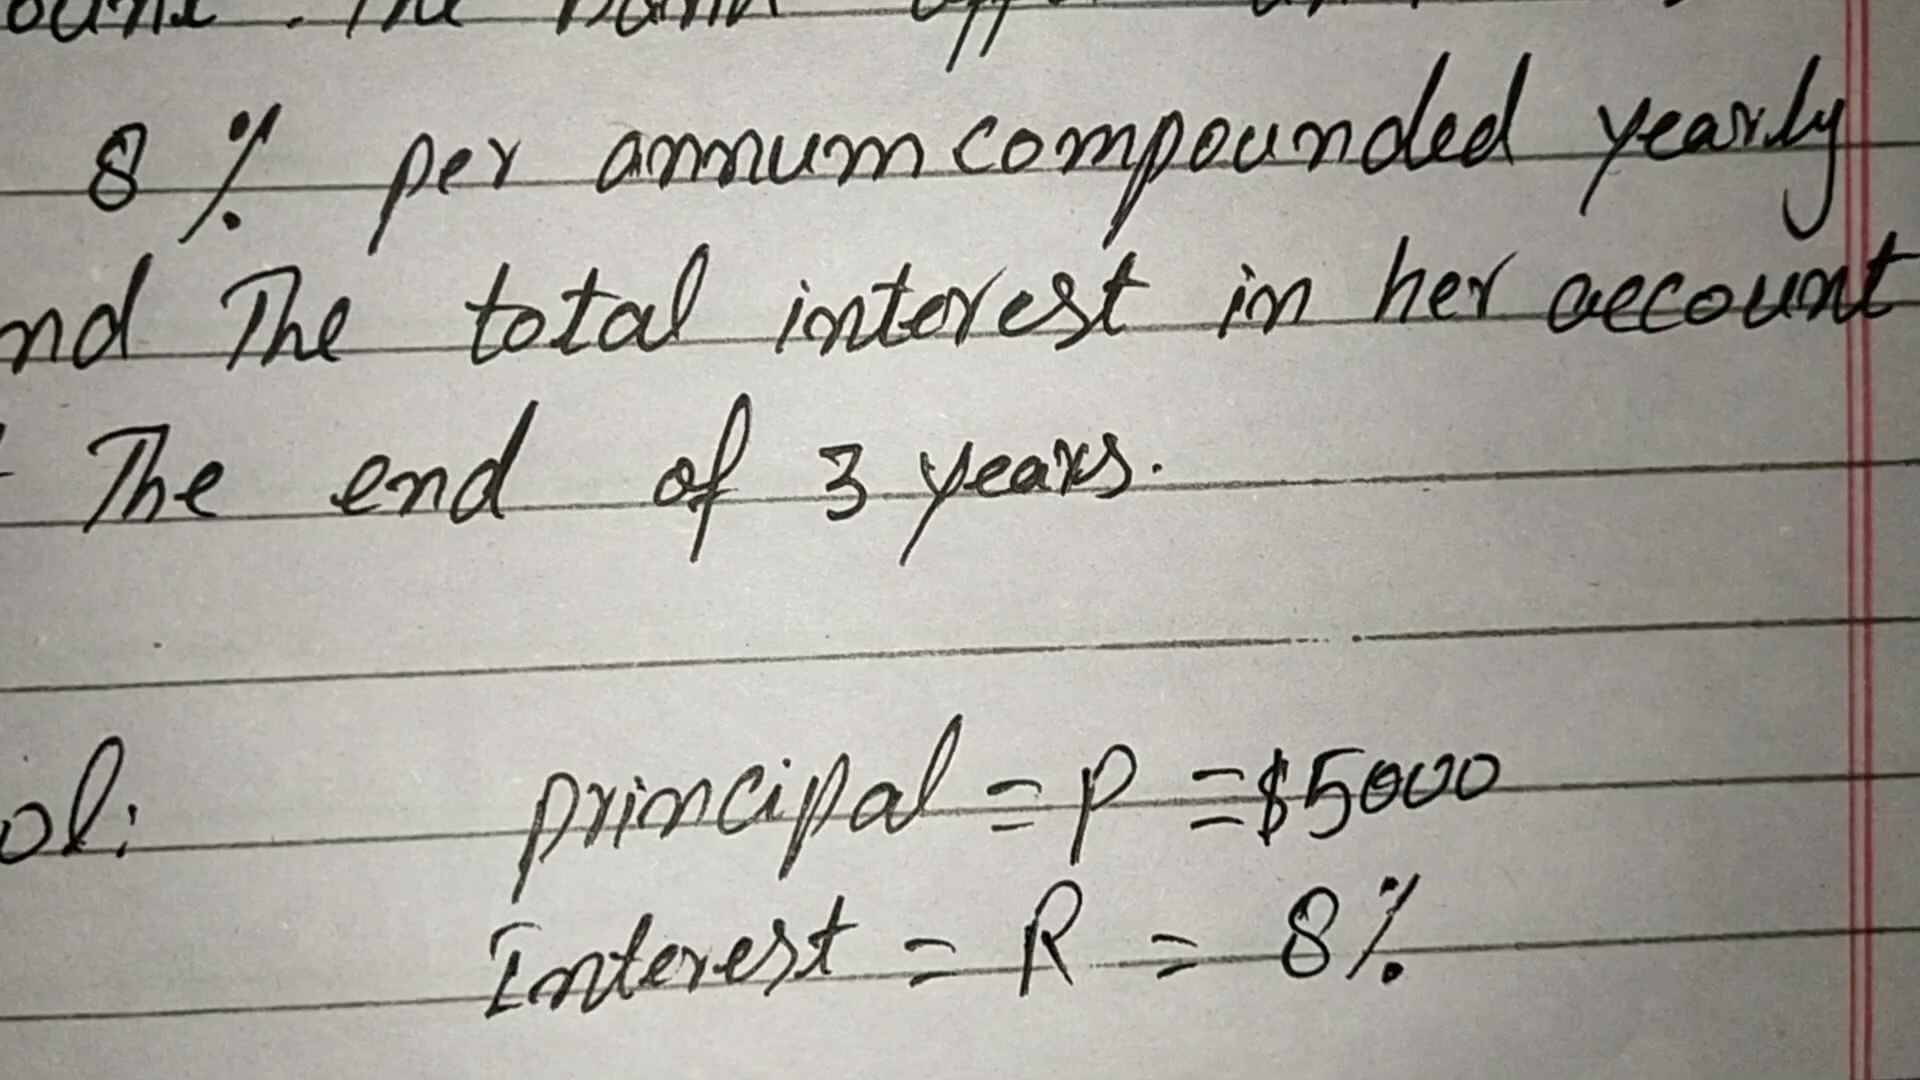 The
8 % per annum compounded yearly
nd The total interest in her account
The end of 3 years.
ol:
principal = P = $5000
Interest = R = 8%